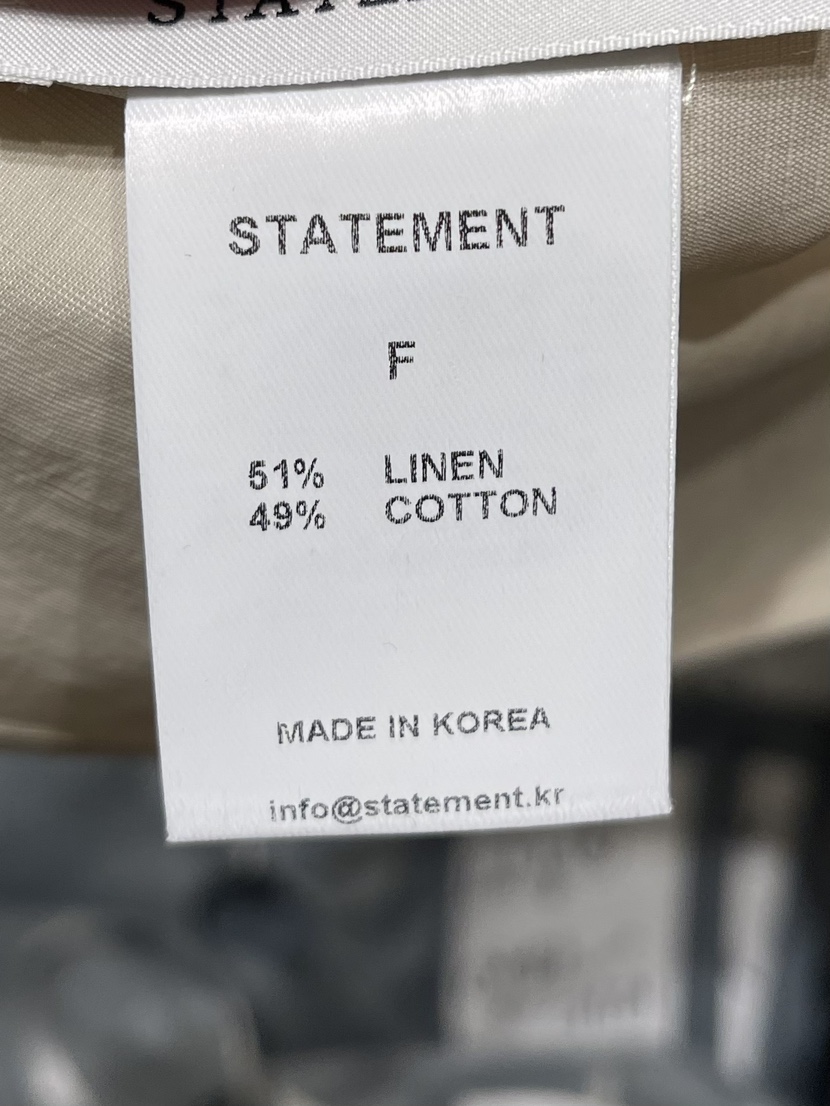 STATEMENT
F
51% LINEN
49% COTTON
MADE IN KOREA
info@statement.kr